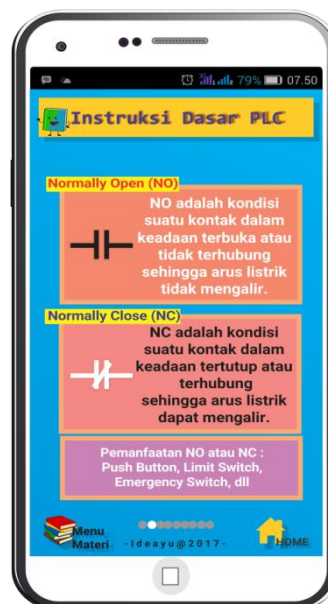 79% 07.50
Instruksi Dasar PLC
Normally Open (NO)
NO adalah kondisi
suatu kontak dalam
keadaan terbuka atau
tidak terhubung
sehingga arus listrik
tidak mengalir.
Normally Close (NC)
NC adalah kondisi
suatu kontak dalam
keadaan tertutup atau
terhubung
sehingga arus listrik
dapat mengalir.
Pemanfaatan NO atau NC :
Push Button, Limit Switch,
Emergency Switch, dll
Menu
Materi
-Ideayu@2017-
HOME